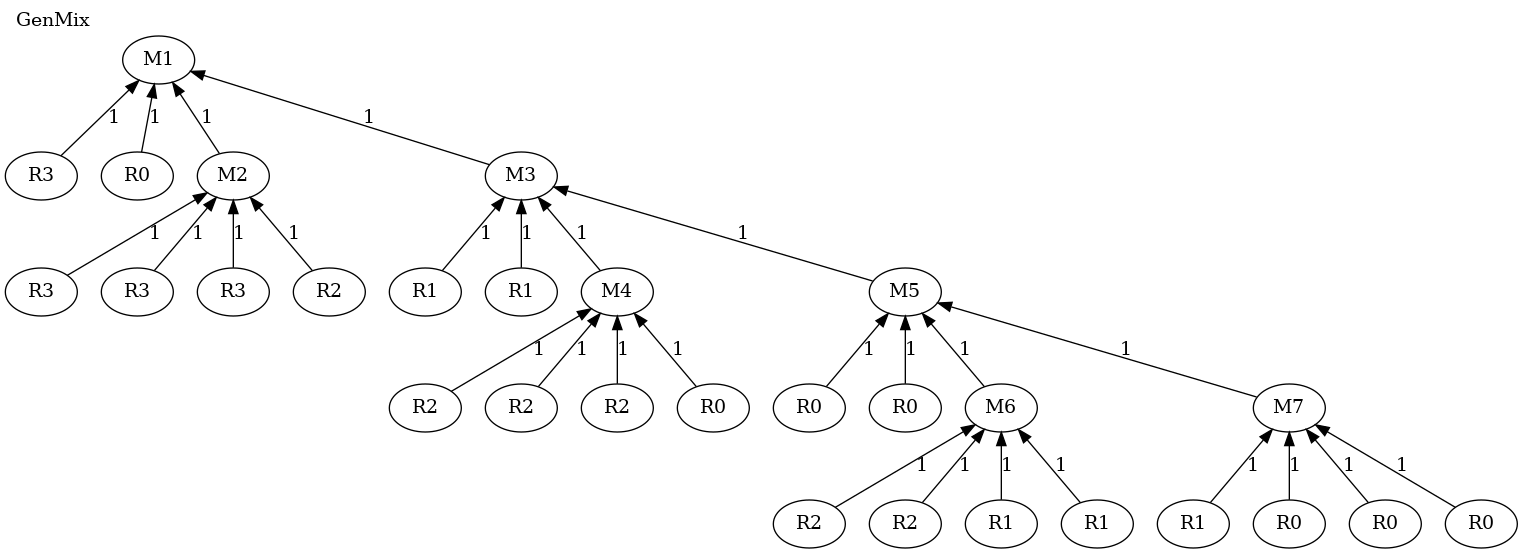 GenMix
M1
1 1 1 1
R3 R0 M2 M3
1 1 1 1 1 1 1 1
R3 R3 R3 R2 R1 R1 M4 M5
1 1 1 1 1 1 1 1
R2 R2 R2 R0 R0 R0 M6 M7
1 1 1 1 1 1 1 1
R2 R2 R1 R1 R1 R0 R0 R0